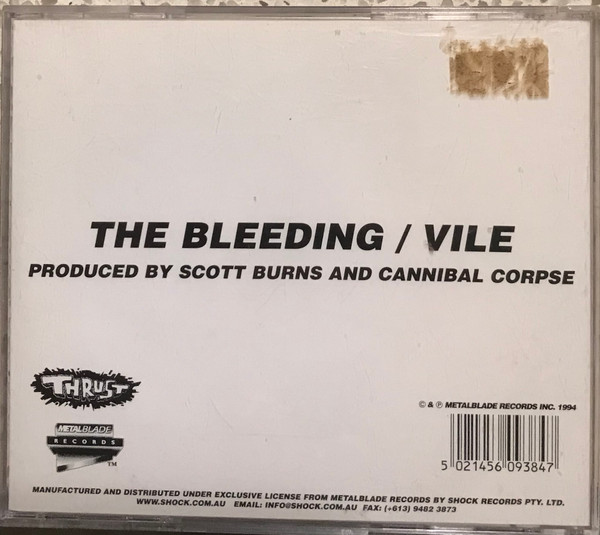 THE BLEEDING / VILE
PRODUCED BY SCOTT BURNS AND CANNIBAL CORPSE
THRUST
METALBLADE
RECORDS
TM
© & ℗ METALBLADE RECORDS INC. 1994
5 021456 093847
MANUFACTURED AND DISTRIBUTED UNDER EXCLUSIVE LICENSE FROM METALBLADE RECORDS BY SHOCK RECORDS PTY. LTD.
WWW.SHOCK.COM.AU EMAIL: INFO@SHOCK.COM.AU FAX: (+613) 9482 3873